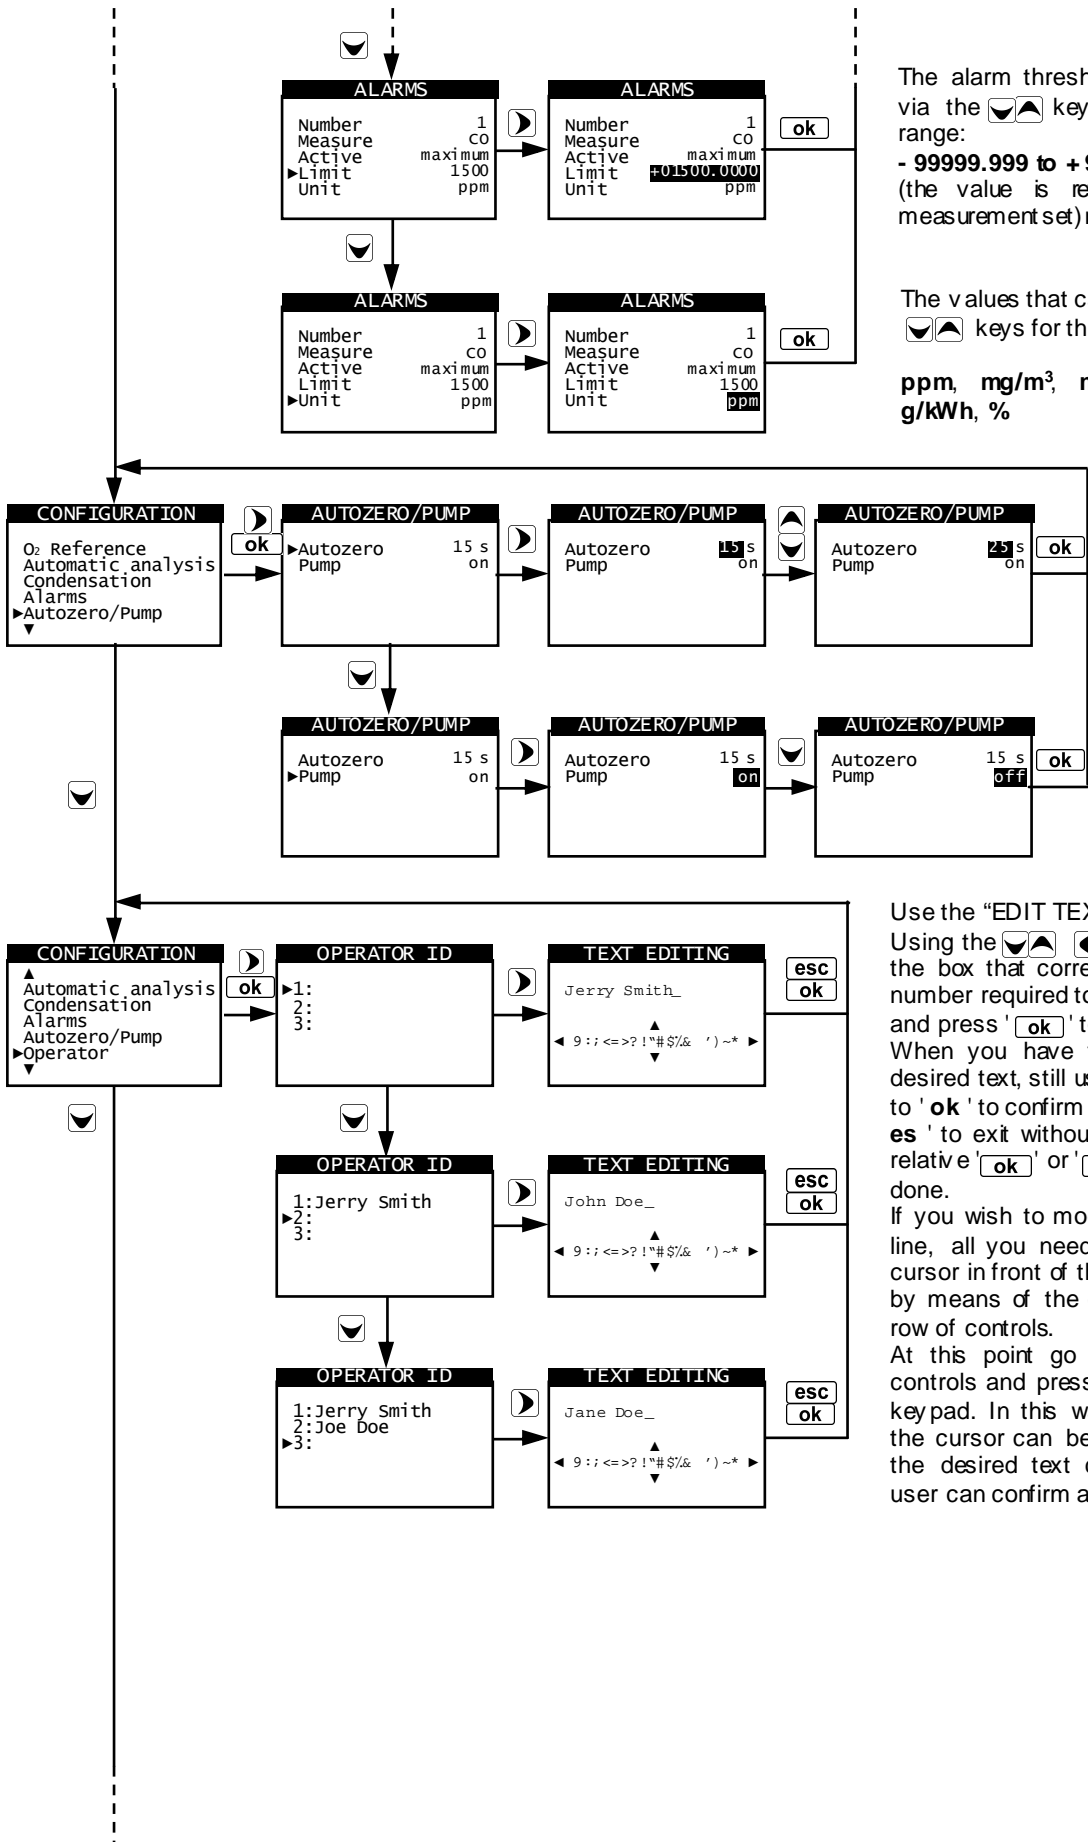 ALARMS
Number 1
Measure CO
Active maximum
►Limit 1500
Unit ppm
ALARMS
Number 1
Measure CO
Active maximum
Limit +01500.0000
Unit ppm
ok
The alarm
via the key
range:
- 99999.999 to +
(the value is
measurement set)
ALARMS
Number 1
Measure CO
Active maximum
Limit 1500
►Unit ppm
ALARMS
Number 1
Measure CO
Active maximum
Limit 1500
Unit ppm
ok
The values that
keys for
ppm, mg/m³,
g/kWh, %
CONFIGURATION
O₂ Reference
Automatic analysis
Condensation
Alarms
►Autozero/Pump
▼
ok
AUTOZERO/PUMP
►Autozero 15 s
Pump on
AUTOZERO/PUMP
Autozero 15 s
Pump on
AUTOZERO/PUMP
Autozero 25 s
Pump on
ok
AUTOZERO/PUMP
Autozero 15 s
►Pump on
AUTOZERO/PUMP
Autozero 15 s
Pump on
AUTOZERO/PUMP
Autozero 15 s
Pump off
ok
CONFIGURATION
▲
Automatic analysis
Condensation
Alarms
Autozero/Pump
►Operator
▼
ok
OPERATOR ID
►1:
2:
3:
TEXT EDITING
Jerry Smith_
▲
◄ 9:;<=>?!"#$%& ')~* ►
▼
esc
ok
OPERATOR ID
1:Jerry Smith
►2:
3:
TEXT EDITING
John Doe_
▲
◄ 9:;<=>?!"#$%& ')~* ►
▼
esc
ok
OPERATOR ID
1:Jerry Smith
2:Joe Doe
►3:
TEXT EDITING
Jane Doe_
▲
◄ 9:;<=>?!"#$%& ')~* ►
▼
esc
ok
Use the “EDIT
Using the
the box that
number required
and press ' ok '
When you have
desired text, still
to ' ok ' to confirm
es ' to exit
relative ' ok ' or '
done.
If you wish to
line, all you need
cursor in front of
by means of the
row of controls.
At this point go
controls and press
keypad. In this
the cursor can be
the desired text
user can confirm